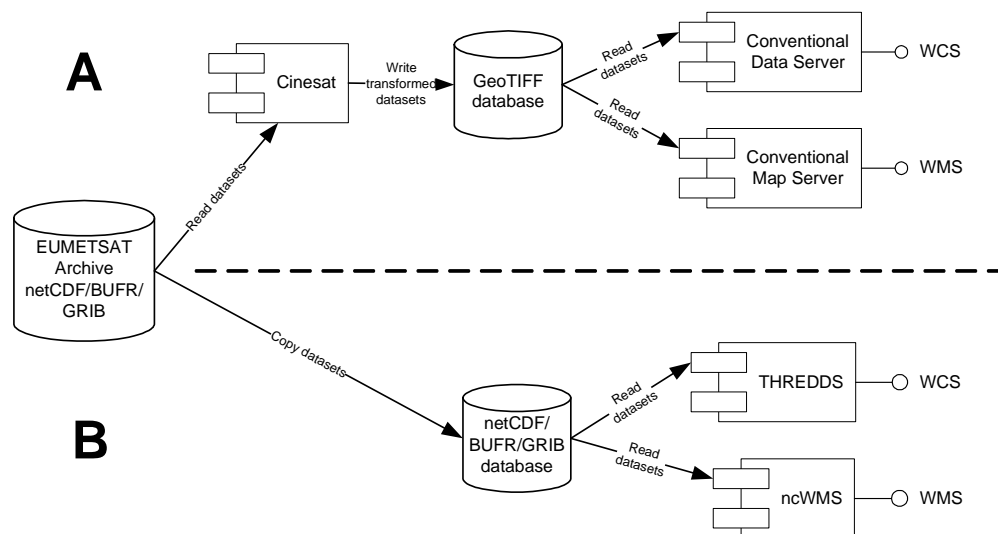 A
Cinesat
Write
transformed
datasets
GeoTIFF
database
Read
datasets
Conventional
Data Server
WCS
Read
datasets
Conventional
Map Server
WMS
Read datasets
EUMETSAT
Archive
netCDF/BUFR/
GRIB
Copy datasets
B
netCDF/
BUFR/GRIB
database
Read
datasets
THREDDS
WCS
Read
datasets
ncWMS
WMS